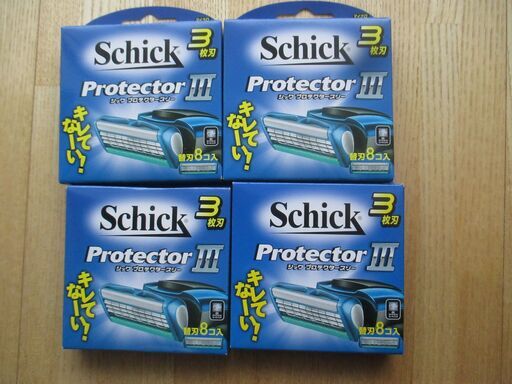 Schick
3
枚刃
Protector III
シック プロテクタースリー
キレて
なーい!
替刃8コ入
Schick
3
枚刃
Protector III
シック プロテクタースリー
キレて
なーい!
替刃8コ入
Schick
3
枚刃
Protector III
シック プロテクタースリー
キレて
なーい!
替刃8コ入
Schick
3
枚刃
Protector III
シック プロテクタースリー
キレて
なーい!
替刃8コ入